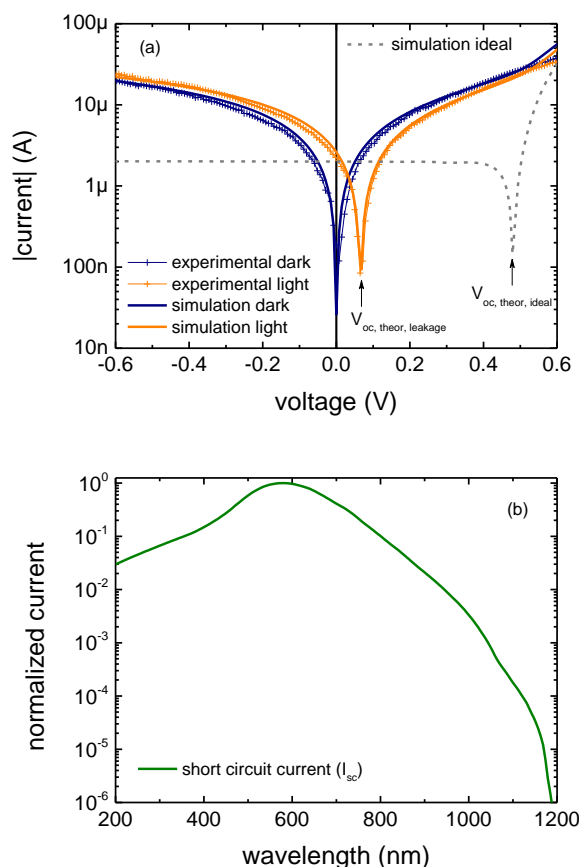 100µ
(a)
simulation ideal
10µ
1µ
100n
10n
|current| (A)
experimental dark
experimental light
simulation dark
simulation light
V_oc, theor, leakage
V_oc, theor, ideal
-0.6 -0.4 -0.2 0.0 0.2 0.4 0.6
voltage (V)
10^0
(b)
10^-1
10^-2
10^-3
10^-4
10^-5
10^-6
normalized current
short circuit current (I_sc)
200 400 600 800 1000 1200
wavelength (nm)